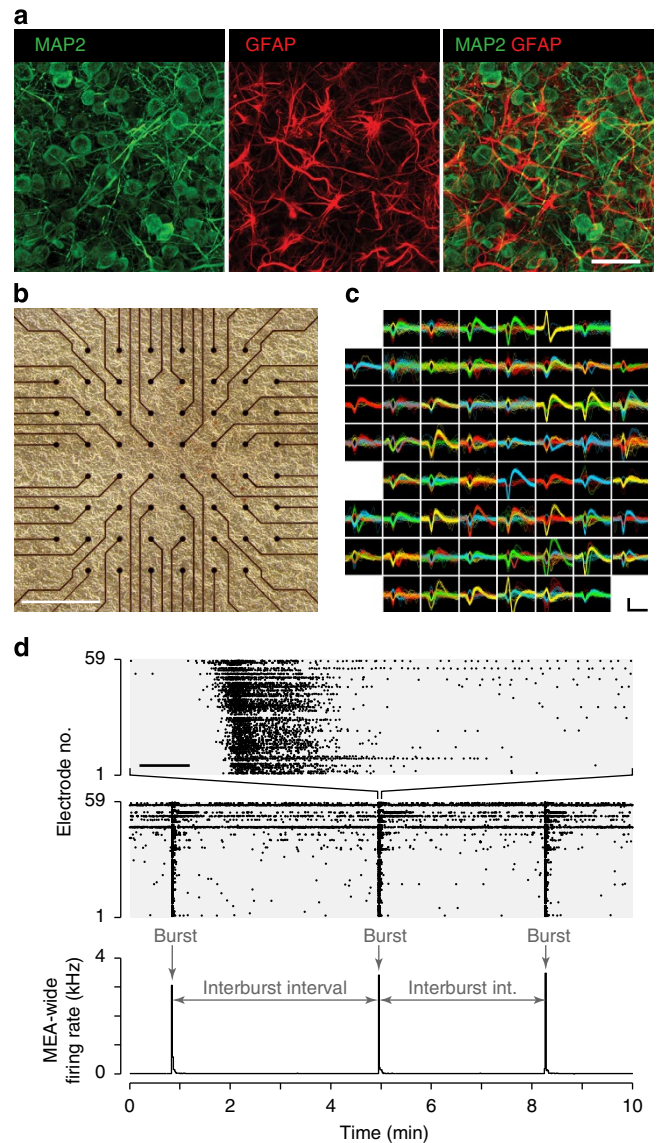 a
MAP2
GFAP
MAP2 GFAP
b
c
d
59
1
Electrode no.
59
1
Burst
Burst
Burst
4
Interburst interval
Interburst int.
MEA-wide
firing rate (kHz)
0
0 2 4 6 8 10
Time (min)